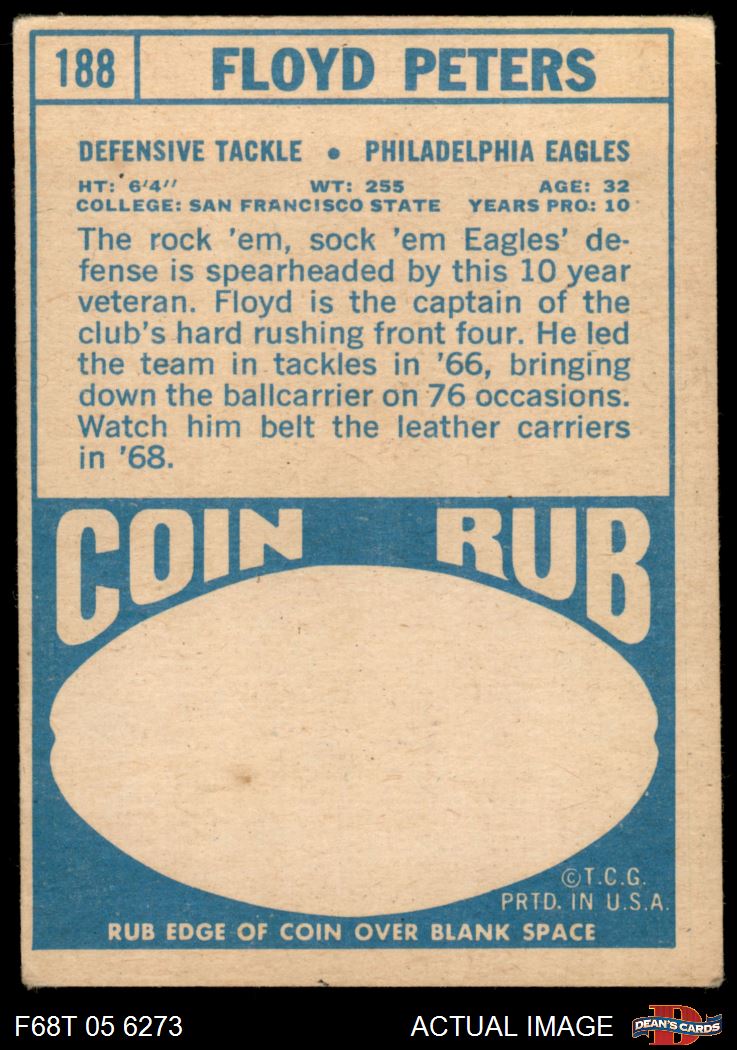 188 FLOYD PETERS
DEFENSIVE TACKLE • PHILADELPHIA EAGLES
HT: 6'4" WT: 255 AGE: 32
COLLEGE: SAN FRANCISCO STATE YEARS PRO: 10
The rock 'em, sock 'em Eagles' de-
fense is spearheaded by this 10 year
veteran. Floyd is the captain of the
club's hard rushing front four. He led
the team in tackles in '66, bringing
down the ballcarrier on 76 occasions.
Watch him belt the leather carriers
in '68.
COIN RUB
©T.C.G.
PRTD. IN U.S.A.
RUB EDGE OF COIN OVER BLANK SPACE
F68T 05 6273 ACTUAL IMAGE D DEAN'S CARDS